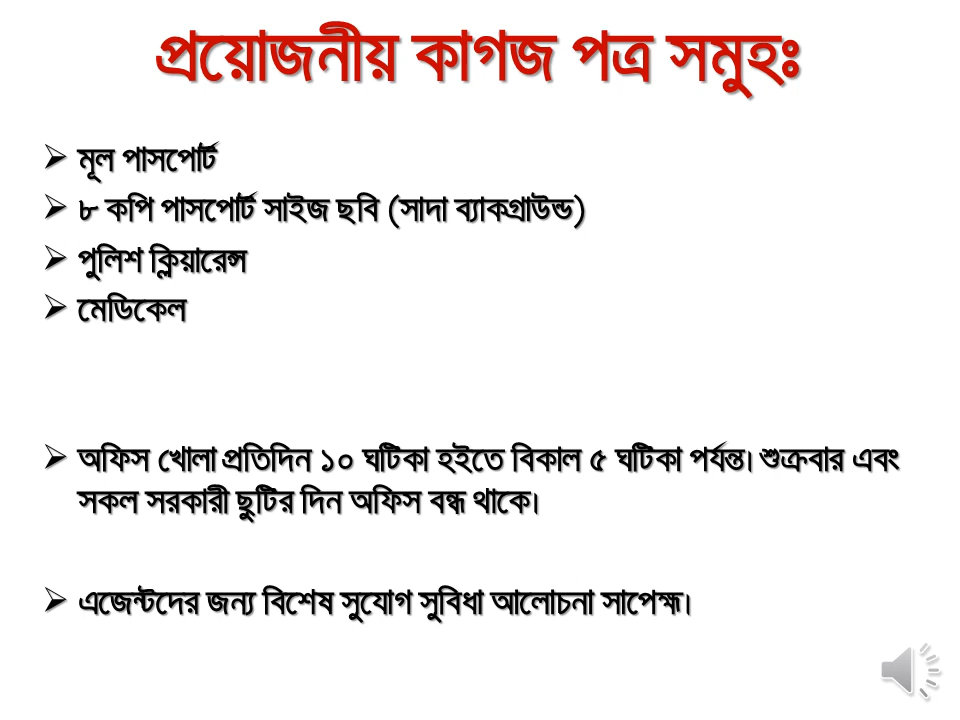 প্রয়োজনীয় কাগজ পত্র সমুহঃ
➢ মূল পাসপোর্ট
➢ ৮ কপি পাসপোর্ট সাইজ ছবি (সাদা ব্যাকগ্রাউন্ড)
➢ পুলিশ ক্লিয়ারেন্স
➢ মেডিকেল
➢ অফিস খোলা প্রতিদিন ১০ ঘটিকা হইতে বিকাল ৫ ঘটিকা পর্যন্ত। শুক্রবার এবং
সকল সরকারী ছুটির দিন অফিস বন্ধ থাকে।
➢ এজেন্টদের জন্য বিশেষ সুযোগ সুবিধা আলোচনা সাপেক্ষ।